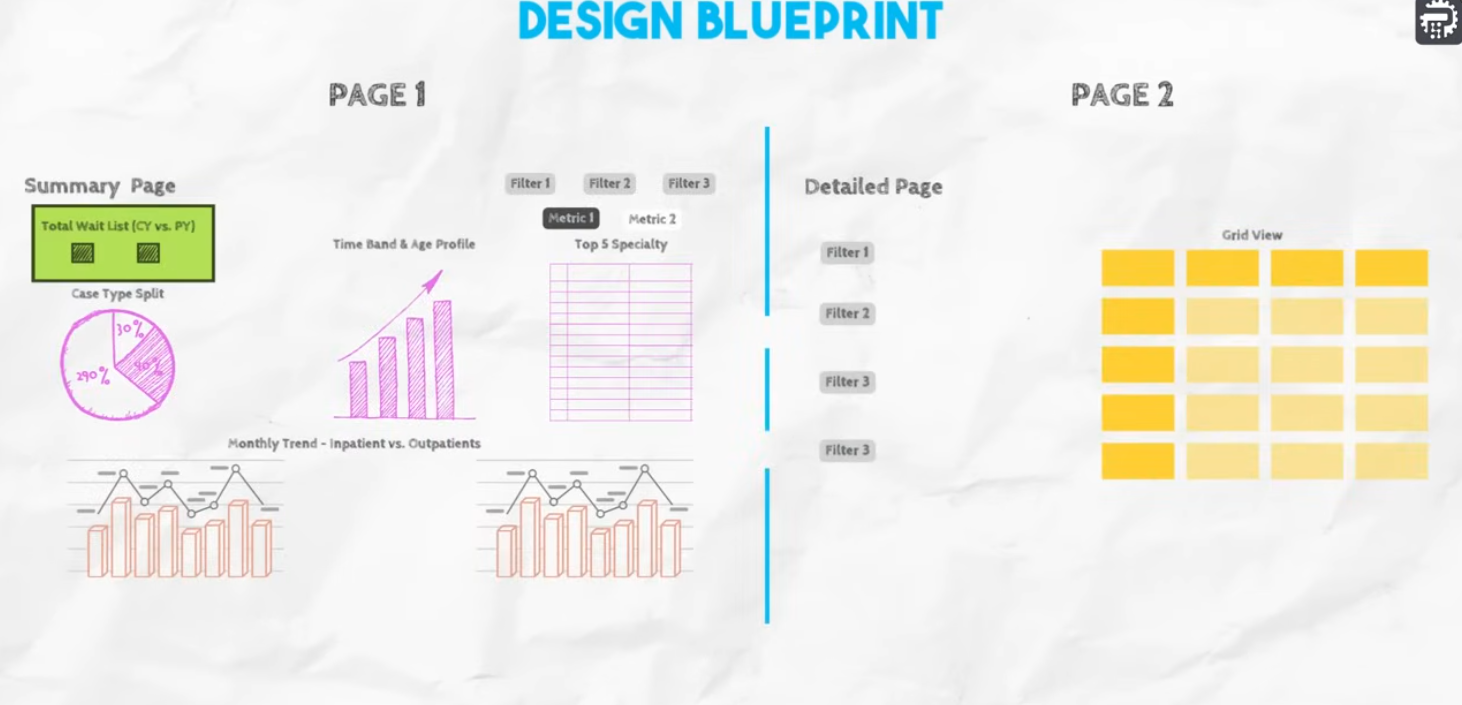 DESIGN BLUEPRINT
PAGE 1
Summary Page
Filter 1
Filter 2
Filter 3
Metric 1
Metric 2
Total Wait List (CY vs. PY)
Case Type Split
30%
290%
Time Band & Age Profile
Top 5 Specialty
Monthly Trend - Inpatient vs. Outpatients
PAGE 2
Detailed Page
Filter 1
Filter 2
Filter 3
Filter 3
Grid View